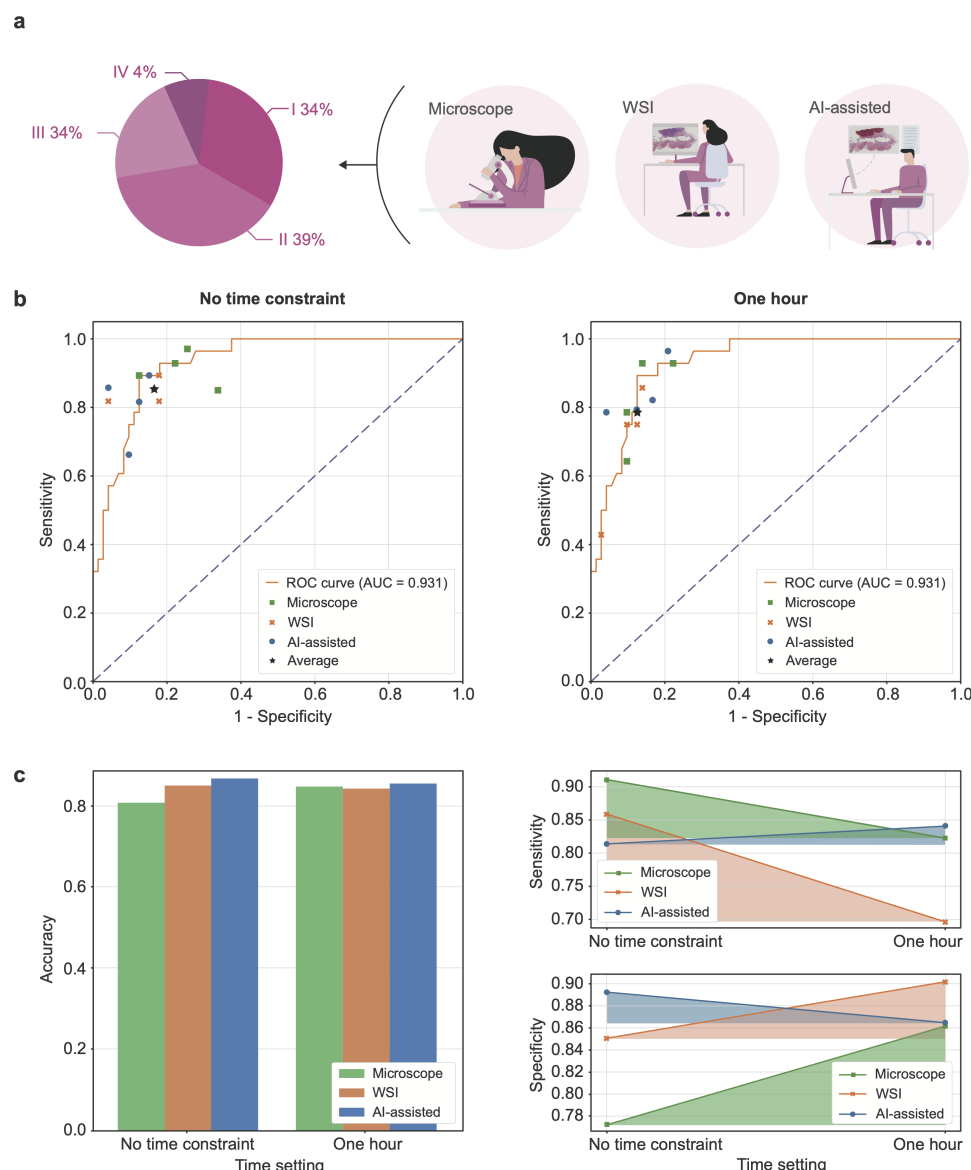 a
IV 4%
I 34%
III 34%
II 39%
Microscope
WSI
AI-assisted
b
No time constraint
One hour
1.0
0.8
0.6
0.4
0.2
0.0
Sensitivity
ROC curve (AUC = 0.931)
Microscope
WSI
AI-assisted
Average
0.0 0.2 0.4 0.6 0.8 1.0
1 - Specificity
1.0
0.8
0.6
0.4
0.2
0.0
Sensitivity
ROC curve (AUC = 0.931)
Microscope
WSI
AI-assisted
Average
0.0 0.2 0.4 0.6 0.8 1.0
1 - Specificity
c
0.8
0.6
0.4
0.2
0.0
Accuracy
Microscope
WSI
AI-assisted
No time constraint One hour
Time setting
0.90
0.85
0.80
0.75
0.70
Sensitivity
Microscope
WSI
AI-assisted
No time constraint One hour
0.90
0.88
0.86
0.84
0.82
0.80
0.78
Specificity
Microscope
WSI
AI-assisted
No time constraint One hour
Time setting